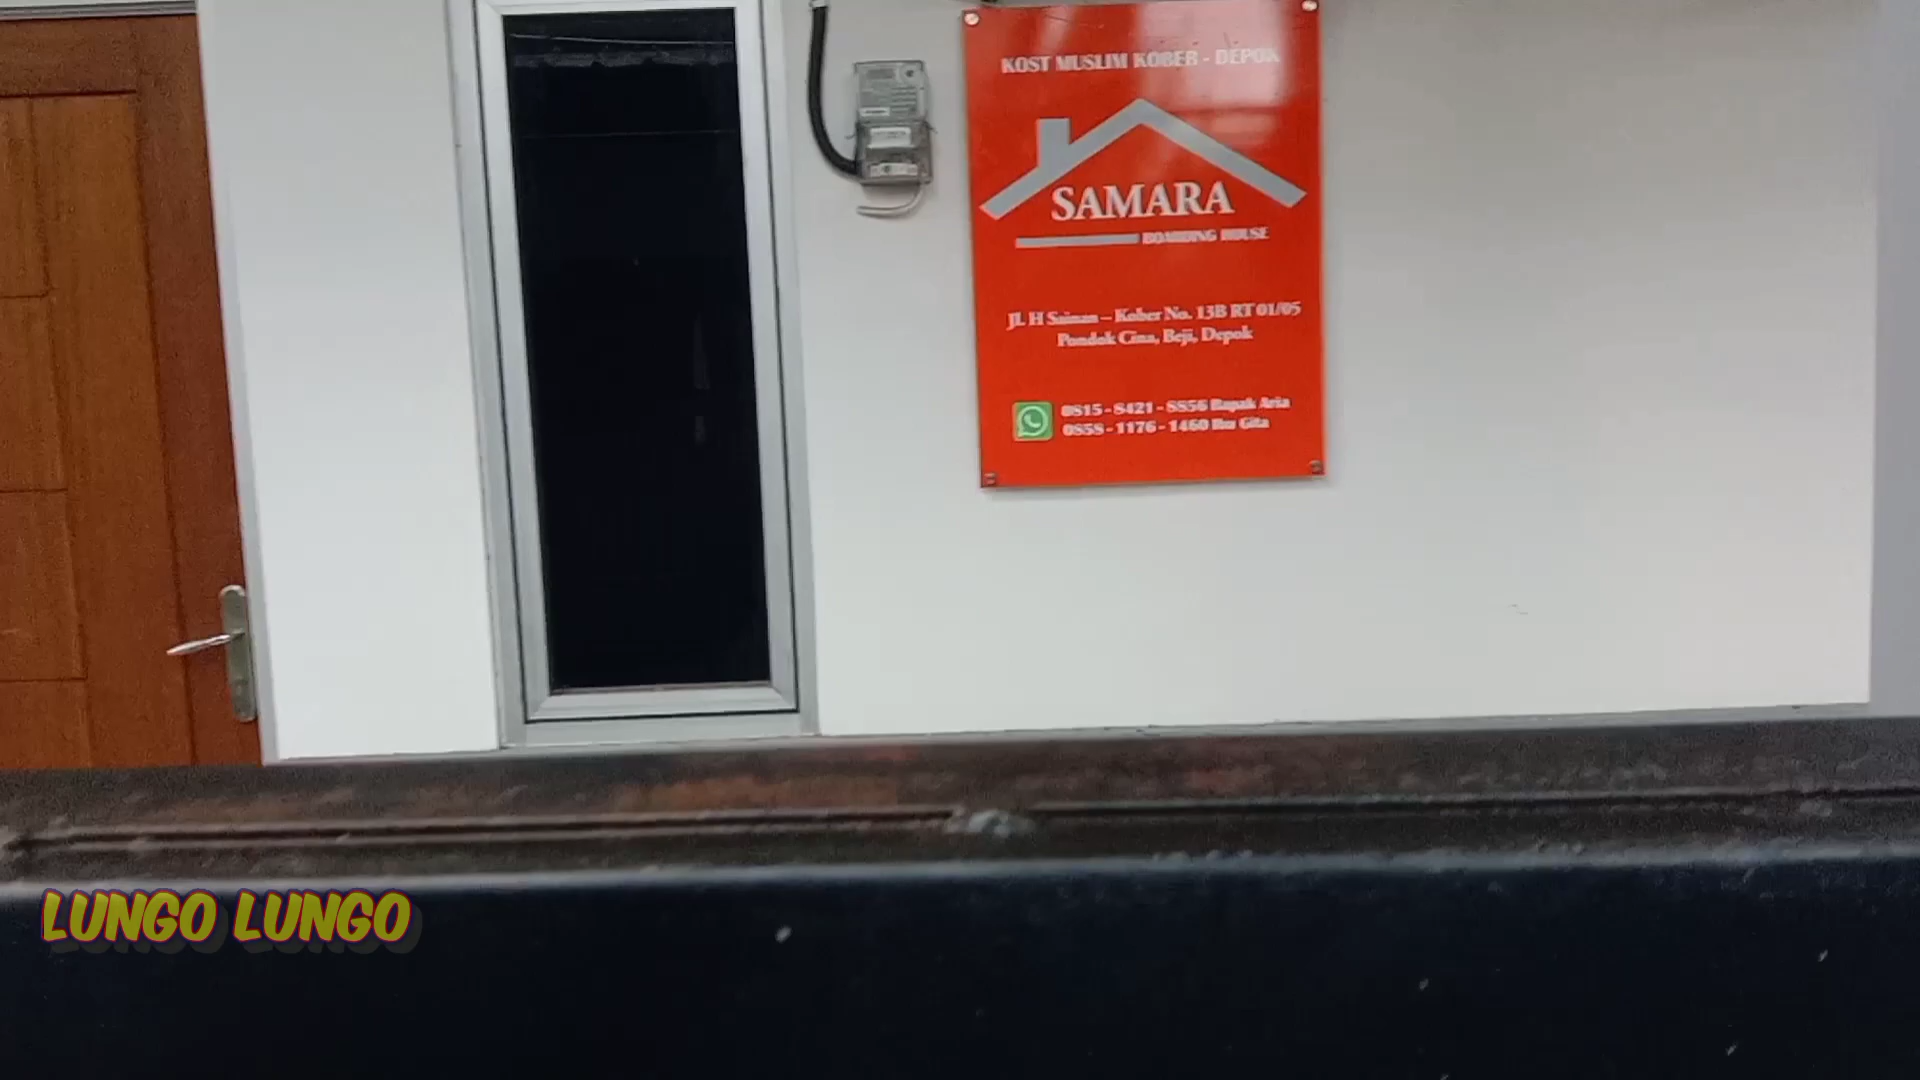 KOST MUSLIM KOBER - DEPOK
SAMARA
BOARDING HOUSE
JL H Sainan – Kober No. 13B RT 01/05
Pondok Cina, Beji, Depok
0815 - 8421 - 8856 Bapak Aria
0858 - 1176 - 1460 Ibu Gita
LUNGO LUNGO